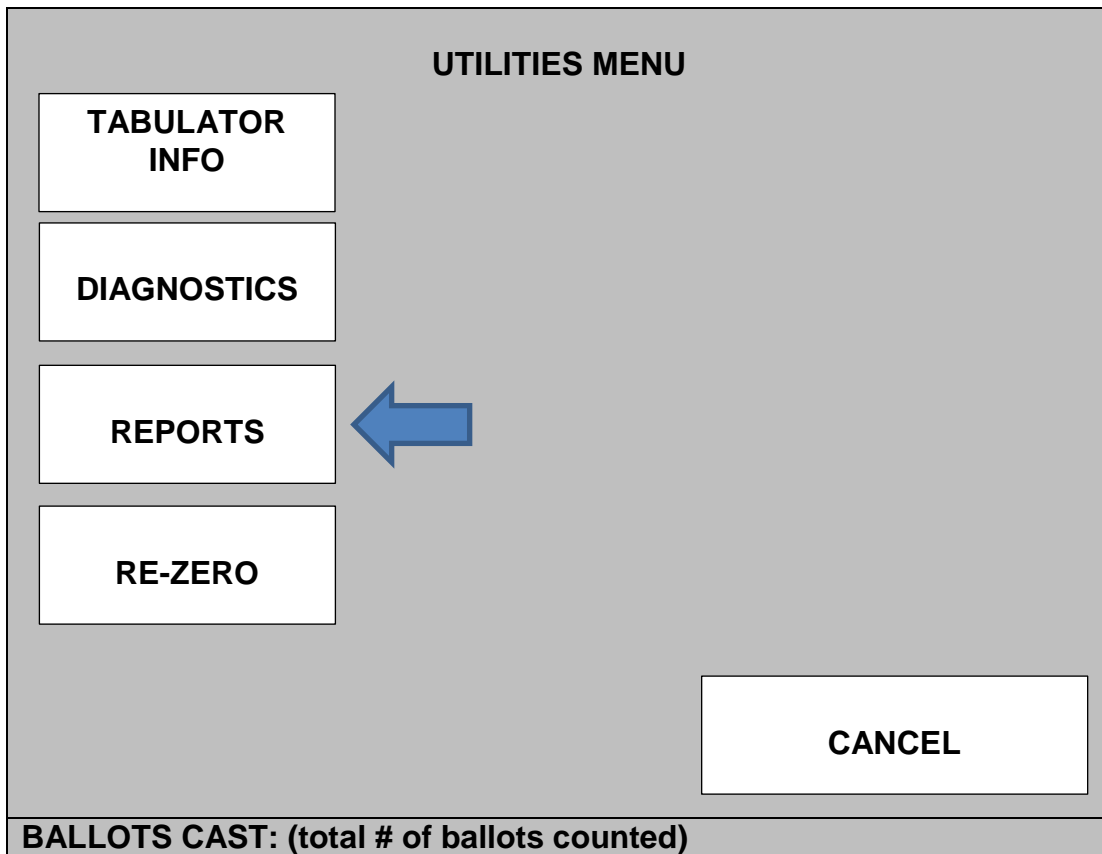 UTILITIES MENU
TABULATOR
INFO
DIAGNOSTICS
REPORTS
RE-ZERO
CANCEL
BALLOTS CAST: (total # of ballots counted)